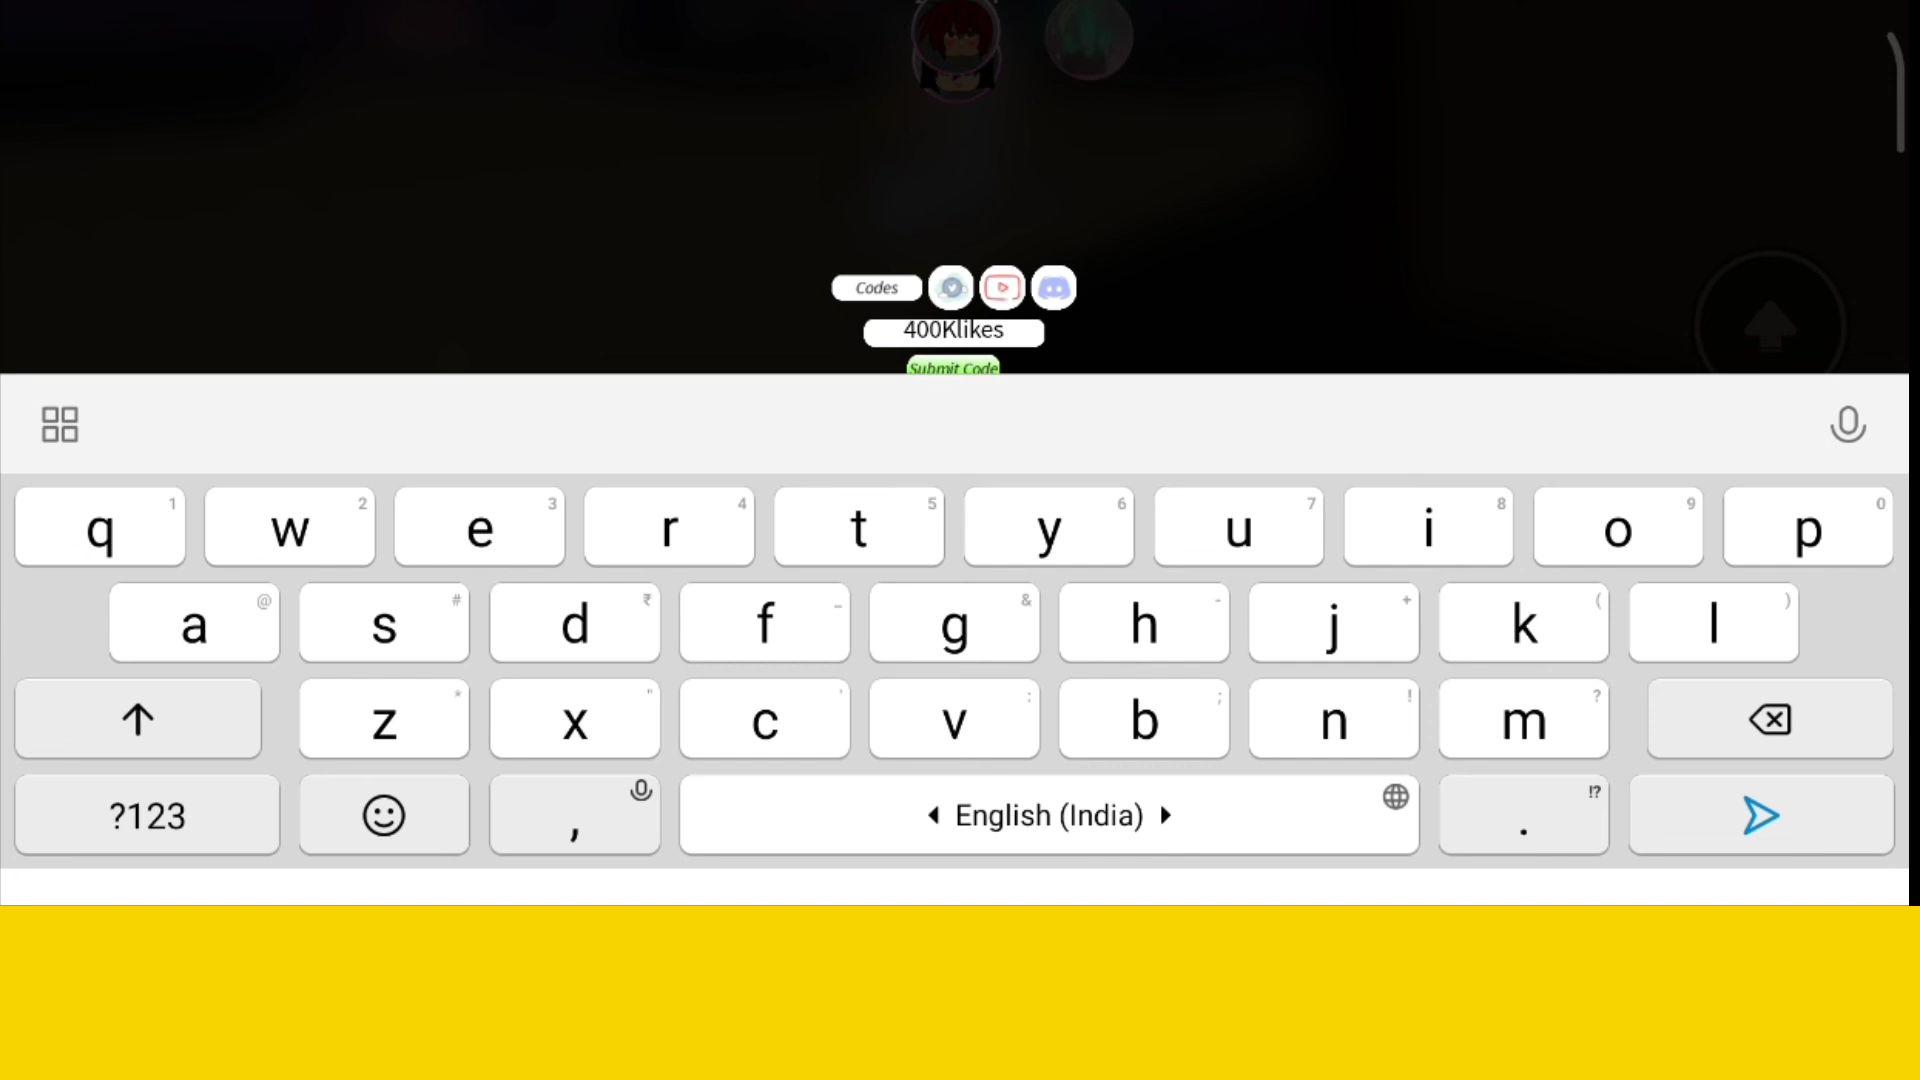 Codes
400Klikes
Submit Code
q 1 w 2 e 3 r 4 t 5 y 6 u 7 i 8 o 9 p 0
a @ s # d ₹ f _ g & h - j + k ( l )
z * x " c ' v : b ; n ! m ?
?123 , English (India) . !?